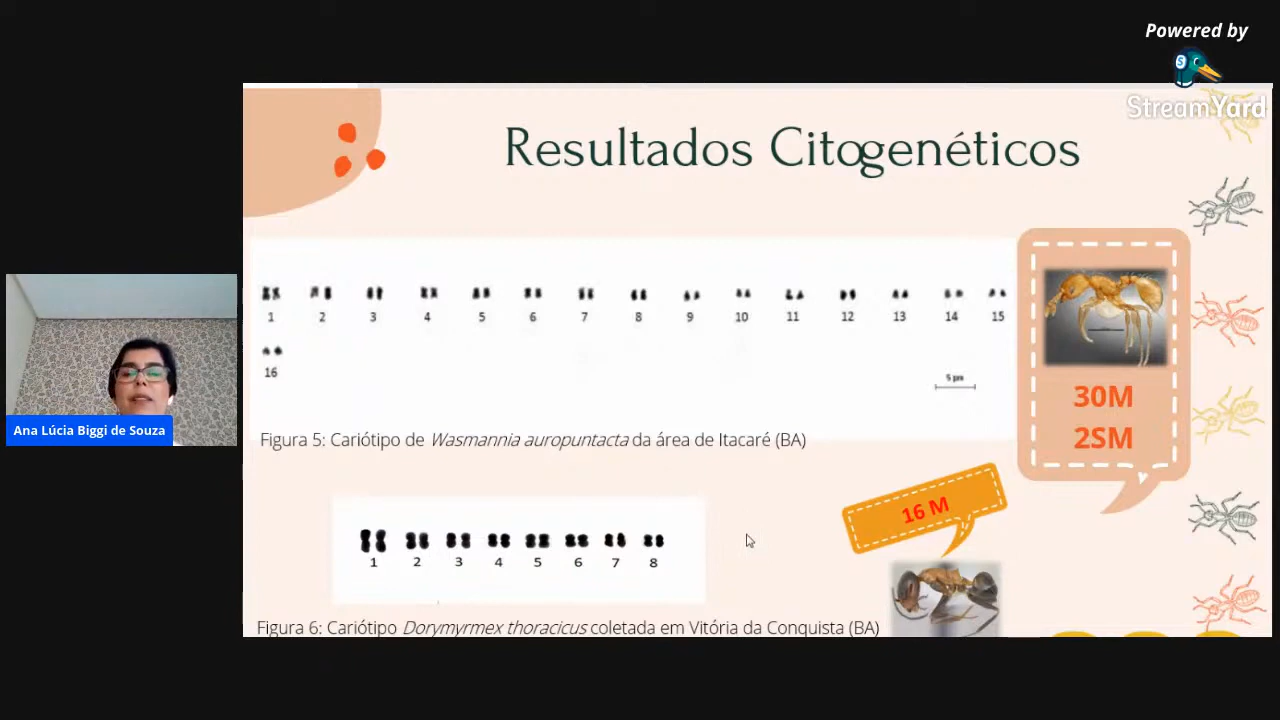 Powered by
StreamYard
Resultados Citogenéticos
1 2 3 4 5 6 7 8 9 10 11 12 13 14 15
16
5 μm
30M
2SM
Figura 5: Cariótipo de Wasmannia auropuntacta da área de Itacaré (BA)
Ana Lúcia Biggi de Souza
16 M
1 2 3 4 5 6 7 8
Figura 6: Cariótipo Dorymyrmex thoracicus coletada em Vitória da Conquista (BA)